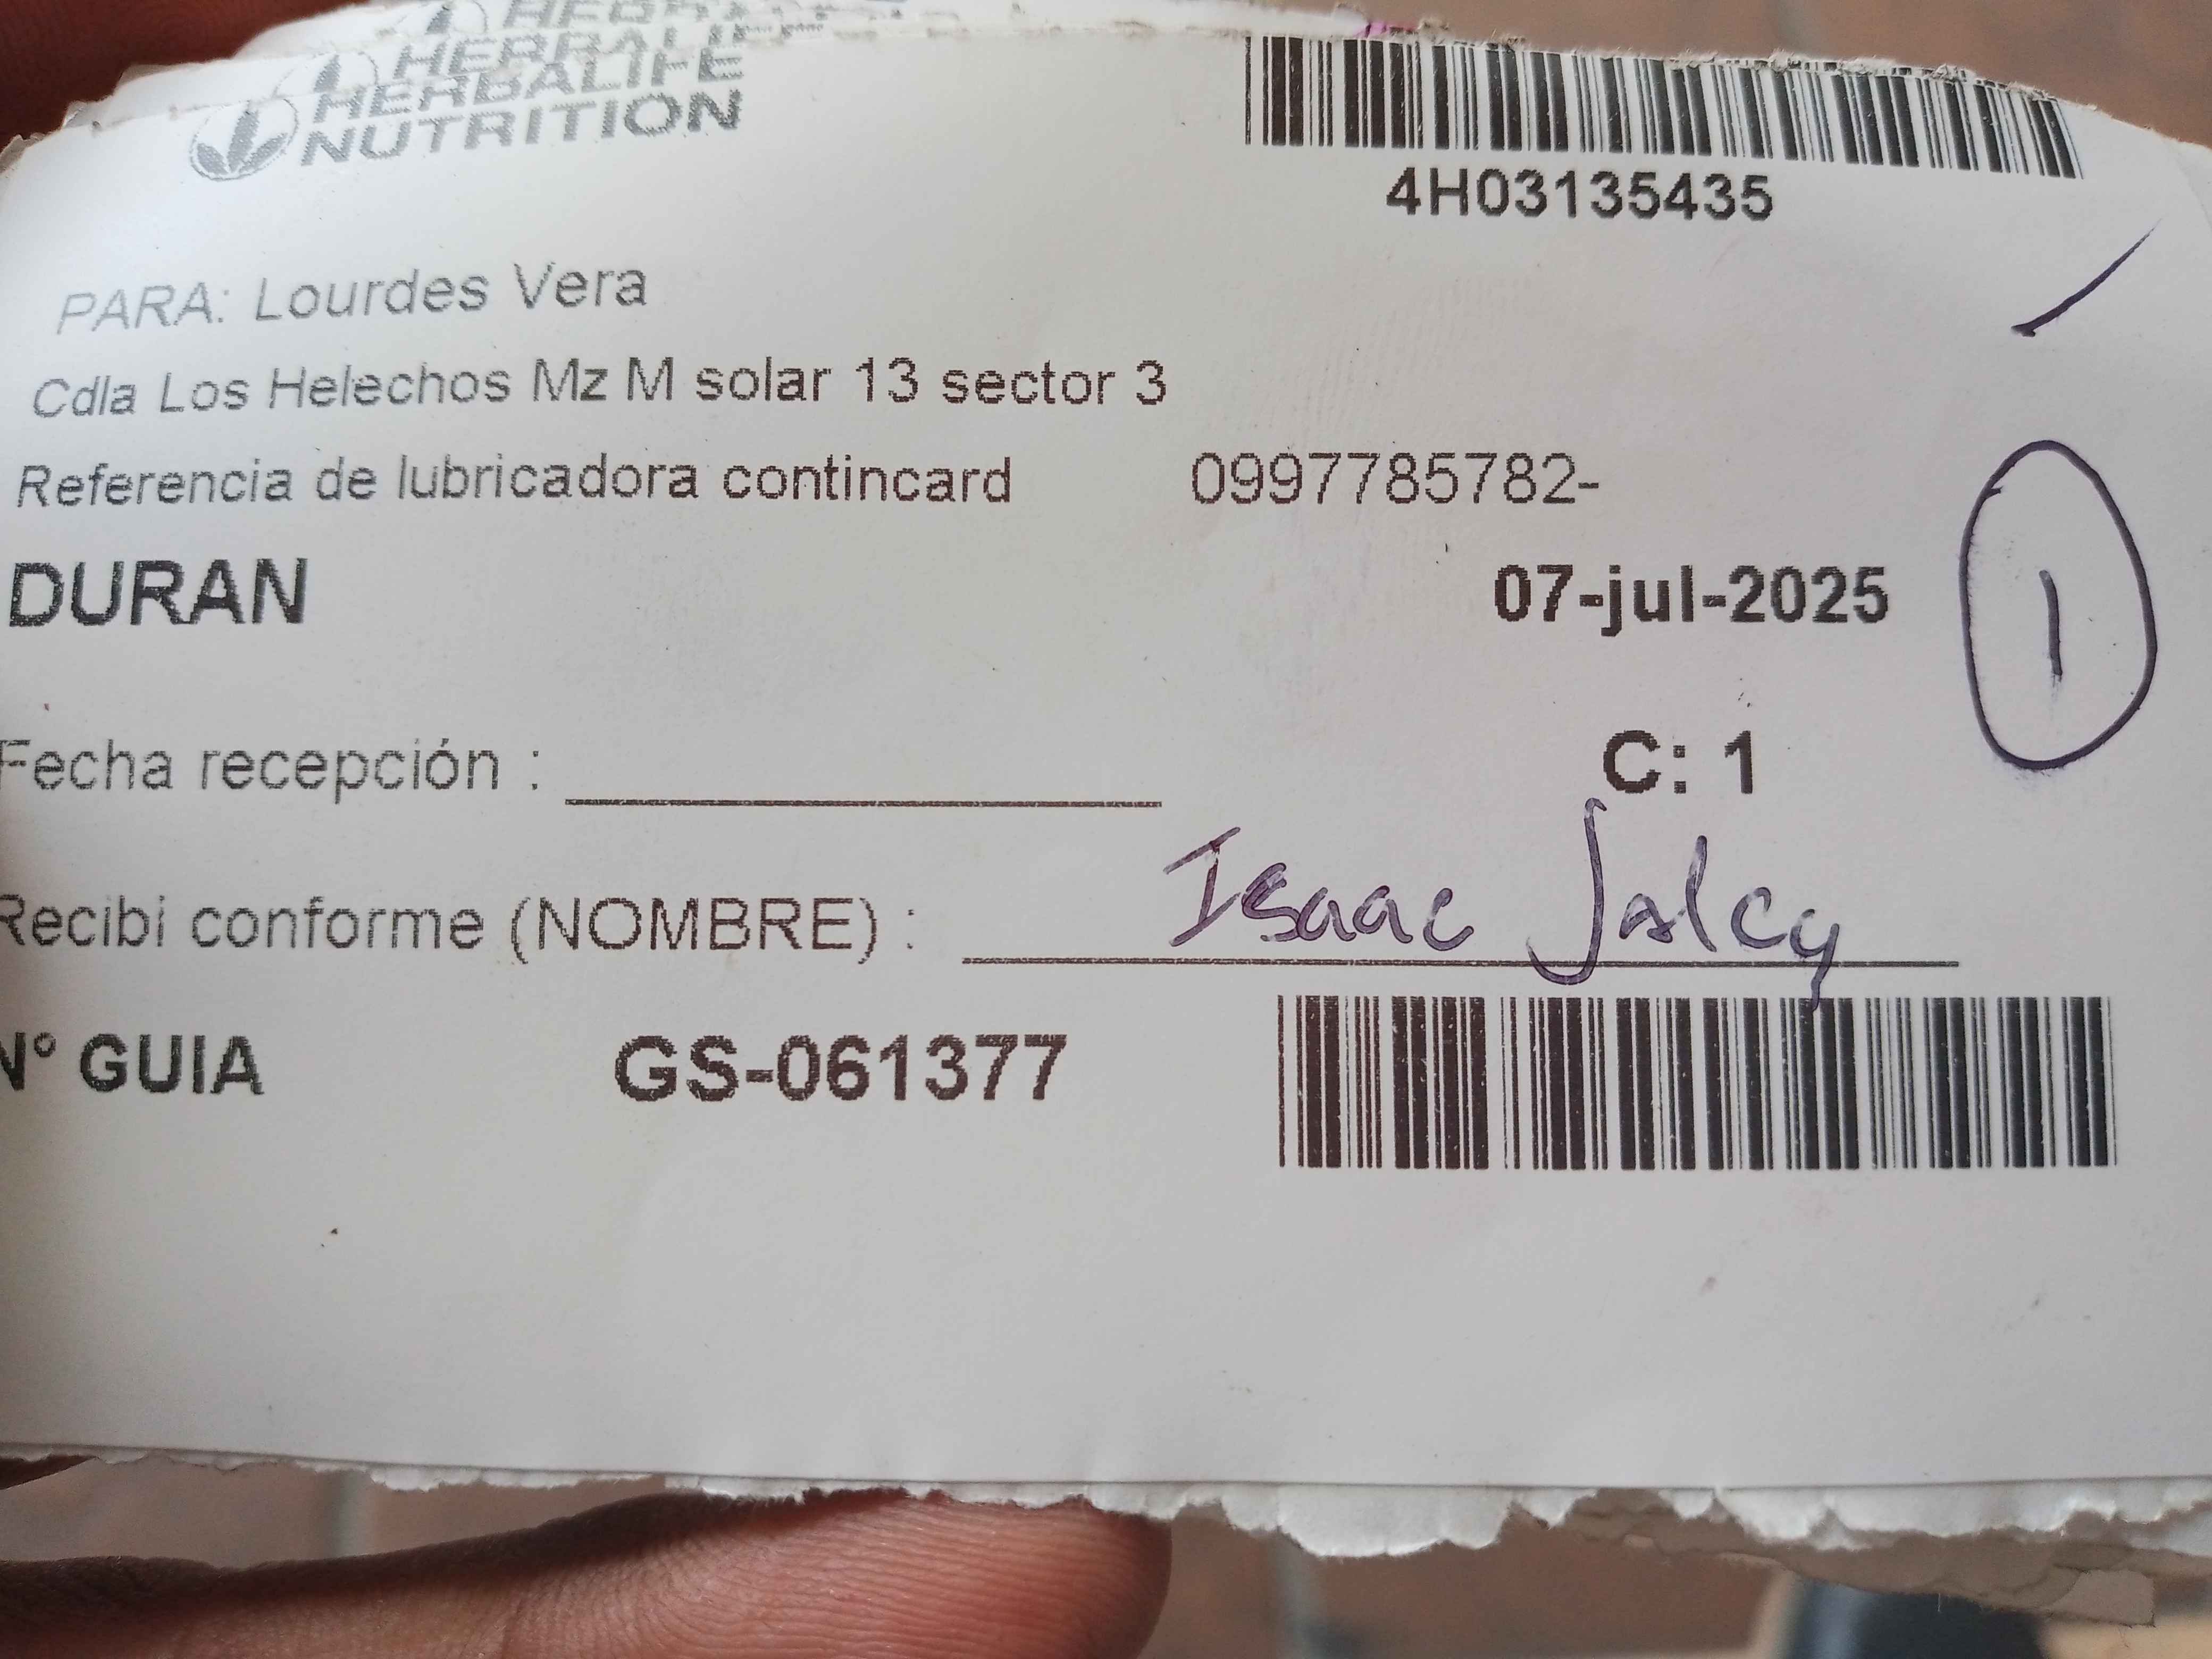 HERBALIFE
NUTRITION
4H03135435
PARA: Lourdes Vera
Cdla Los Helechos Mz M solar 13 sector 3
Referencia de lubricadora contincard 0997785782-
DURAN 07-jul-2025
1
Fecha recepción : C: 1
Recibi conforme (NOMBRE) : Isaac
N° GUIA GS-061377